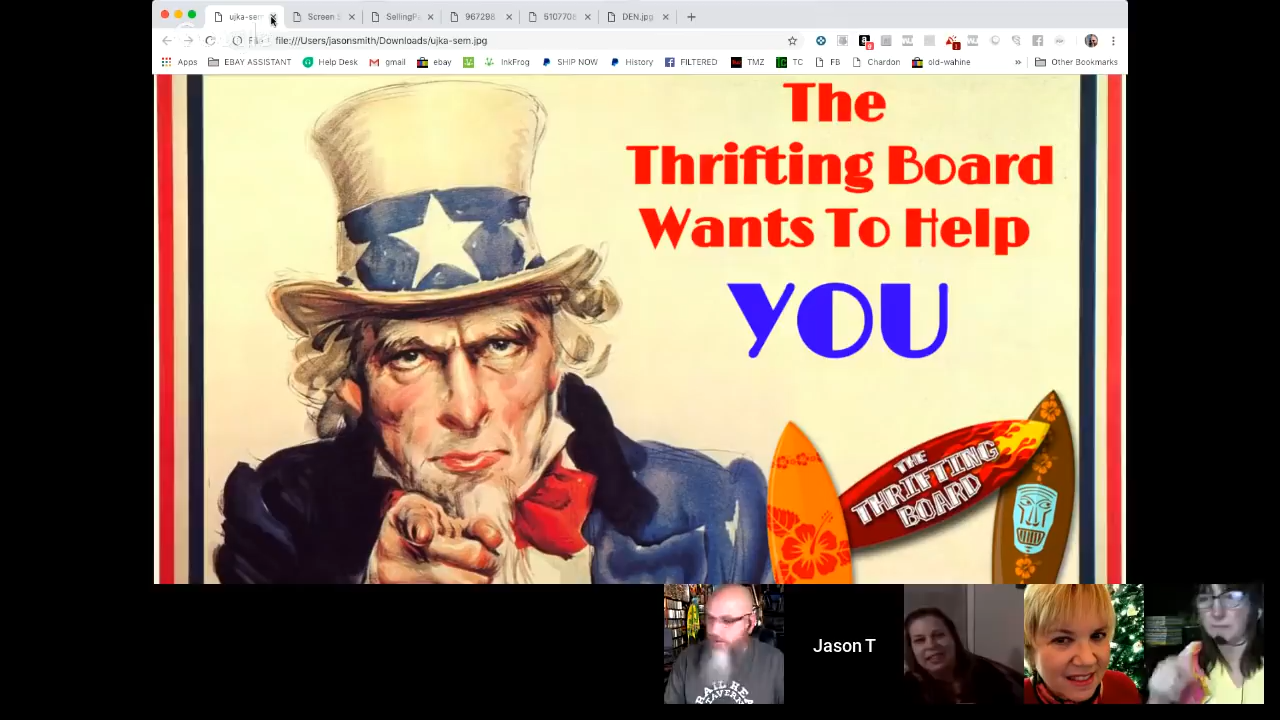 ujka-sem
Screen S
SellingPa
967298
510770
DEN.jpg
file:///Users/jasonsmith/Downloads/ujka-sem.jpg
Apps
EBAY ASSISTANT
Help Desk
gmail
ebay
InkFrog
SHIP NOW
History
FILTERED
TMZ
TC
FB
Chardon
old-wahine
»
Other Bookmarks
The
Thrifting Board
Wants To Help
YOU
THE
THRIFTING
BOARD
Jason T